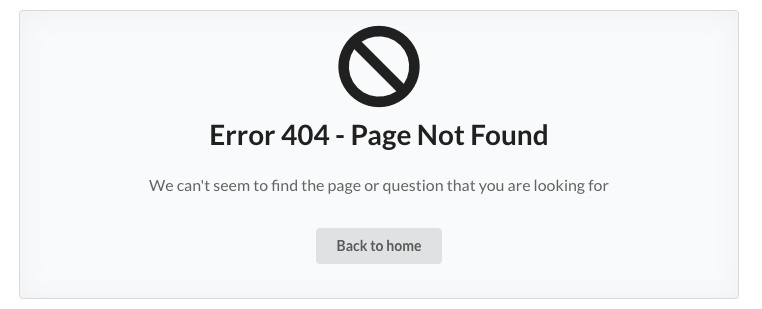 Error 404 - Page Not Found
We can't seem to find the page or question that you are looking for
Back to home